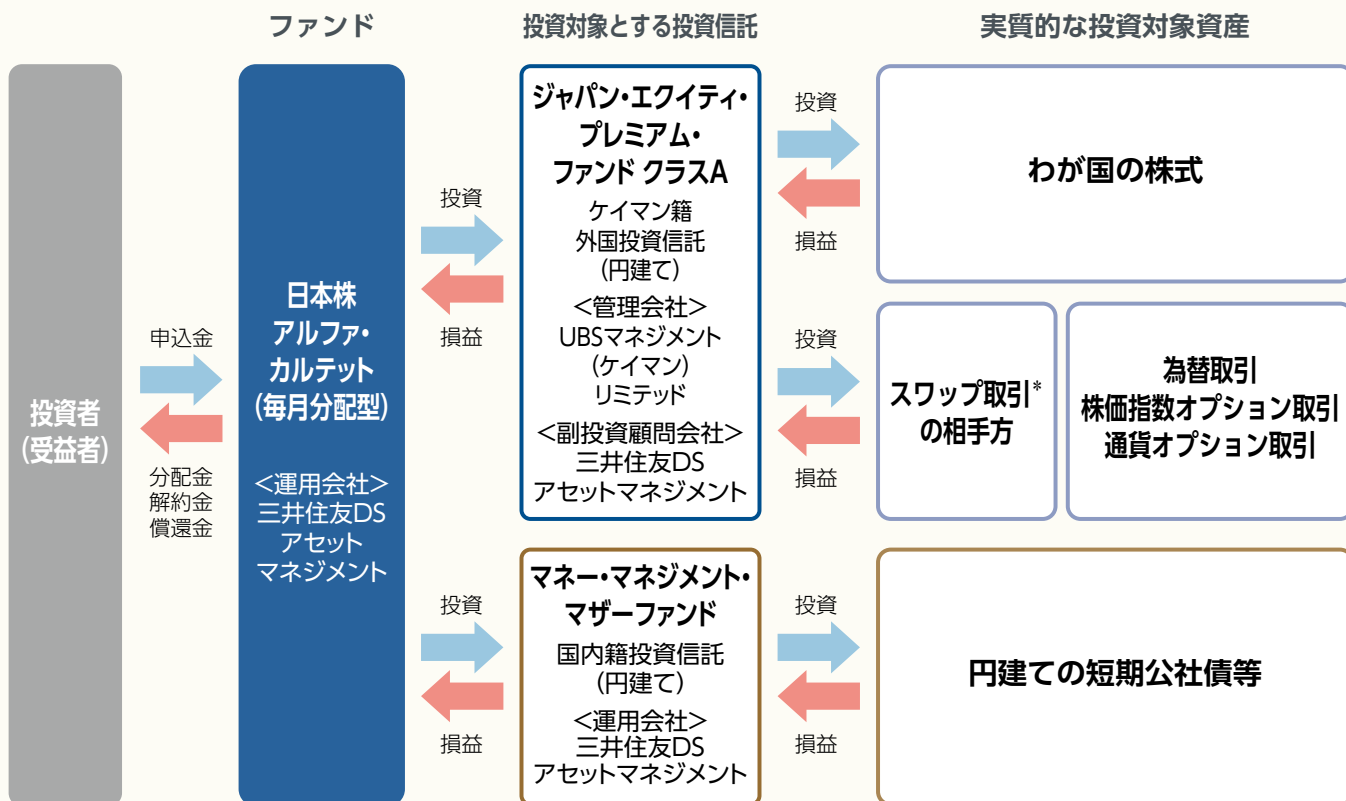 ファンド
投資対象とする投資信託
実質的な投資対象資産
投資者
(受益者)
申込金
分配金
解約金
償還金
日本株
アルファ・
カルテット
(毎月分配型)
<運用会社>
三井住友DS
アセット
マネジメント
投資
損益
ジャパン・エクイティ・
プレミアム・
ファンド クラスA
ケイマン籍
外国投資信託
(円建て)
<管理会社>
UBSマネジメント
(ケイマン)
リミテッド
<副投資顧問会社>
三井住友DS
アセットマネジメント
投資
損益
わが国の株式
投資
損益
スワップ取引*
の相手方
為替取引
株価指数オプション取引
通貨オプション取引
投資
損益
マネー・マネジメント・
マザーファンド
国内籍投資信託
(円建て)
<運用会社>
三井住友DS
アセットマネジメント
投資
損益
円建ての短期公社債等